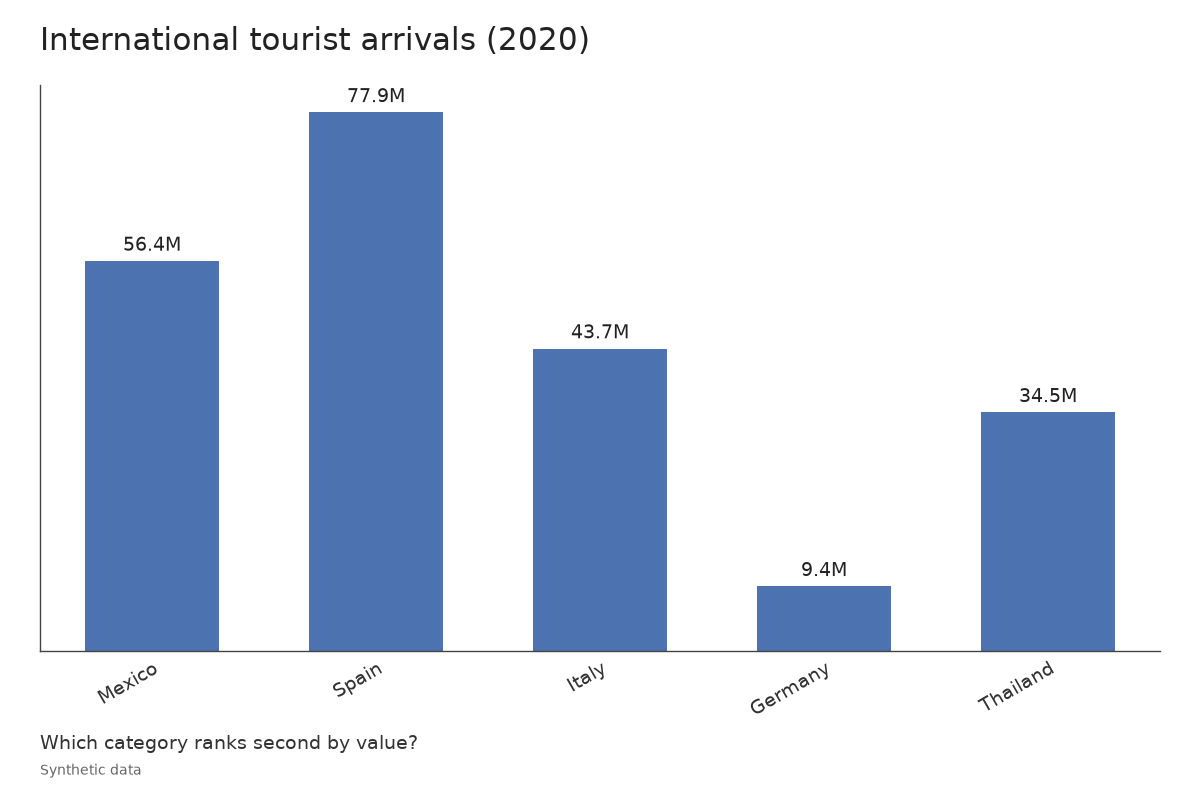 International tourist arrivals (2020)
77.9M
56.4M
43.7M
34.5M
9.4M
Mexico
Spain
Italy
Germany
Thailand
Which category ranks second by value?
Synthetic data